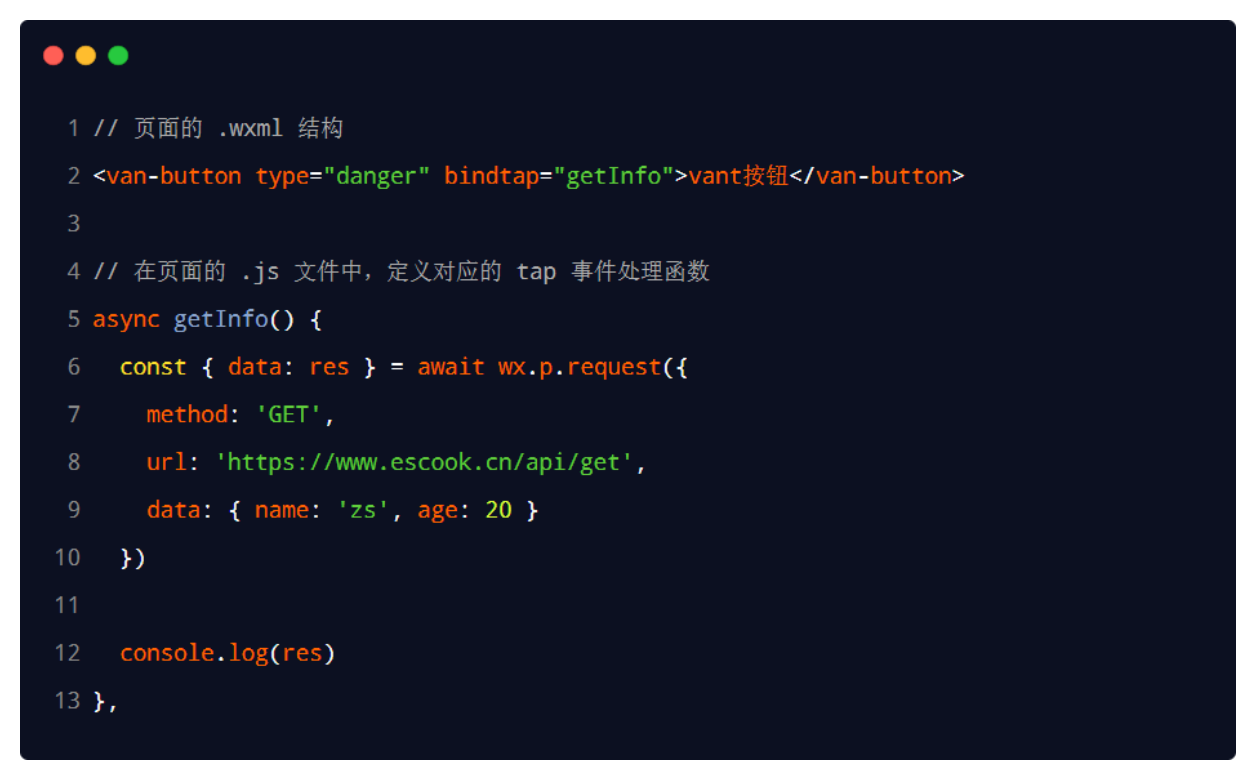 1 // 页面的 .wxml 结构
2 <van-button type="danger" bindtap="getInfo">vant按钮</van-button>
3
4 // 在页面的 .js 文件中，定义对应的 tap 事件处理函数
5 async getInfo() {
6   const { data: res } = await wx.p.request({
7     method: 'GET',
8     url: 'https://www.escook.cn/api/get',
9     data: { name: 'zs', age: 20 }
10   })
11
12   console.log(res)
13 },